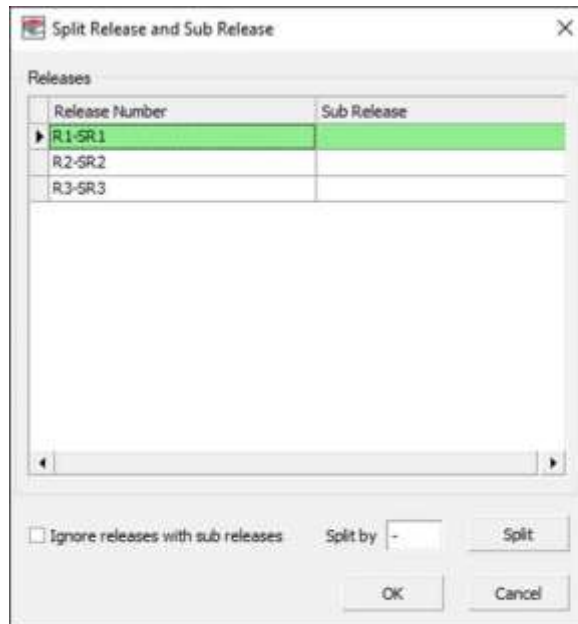 Split Release and Sub Release
Releases
Release Number Sub Release
R1-SR1
R2-SR2
R3-SR3
Ignore releases with sub releases Split by - Split
OK Cancel